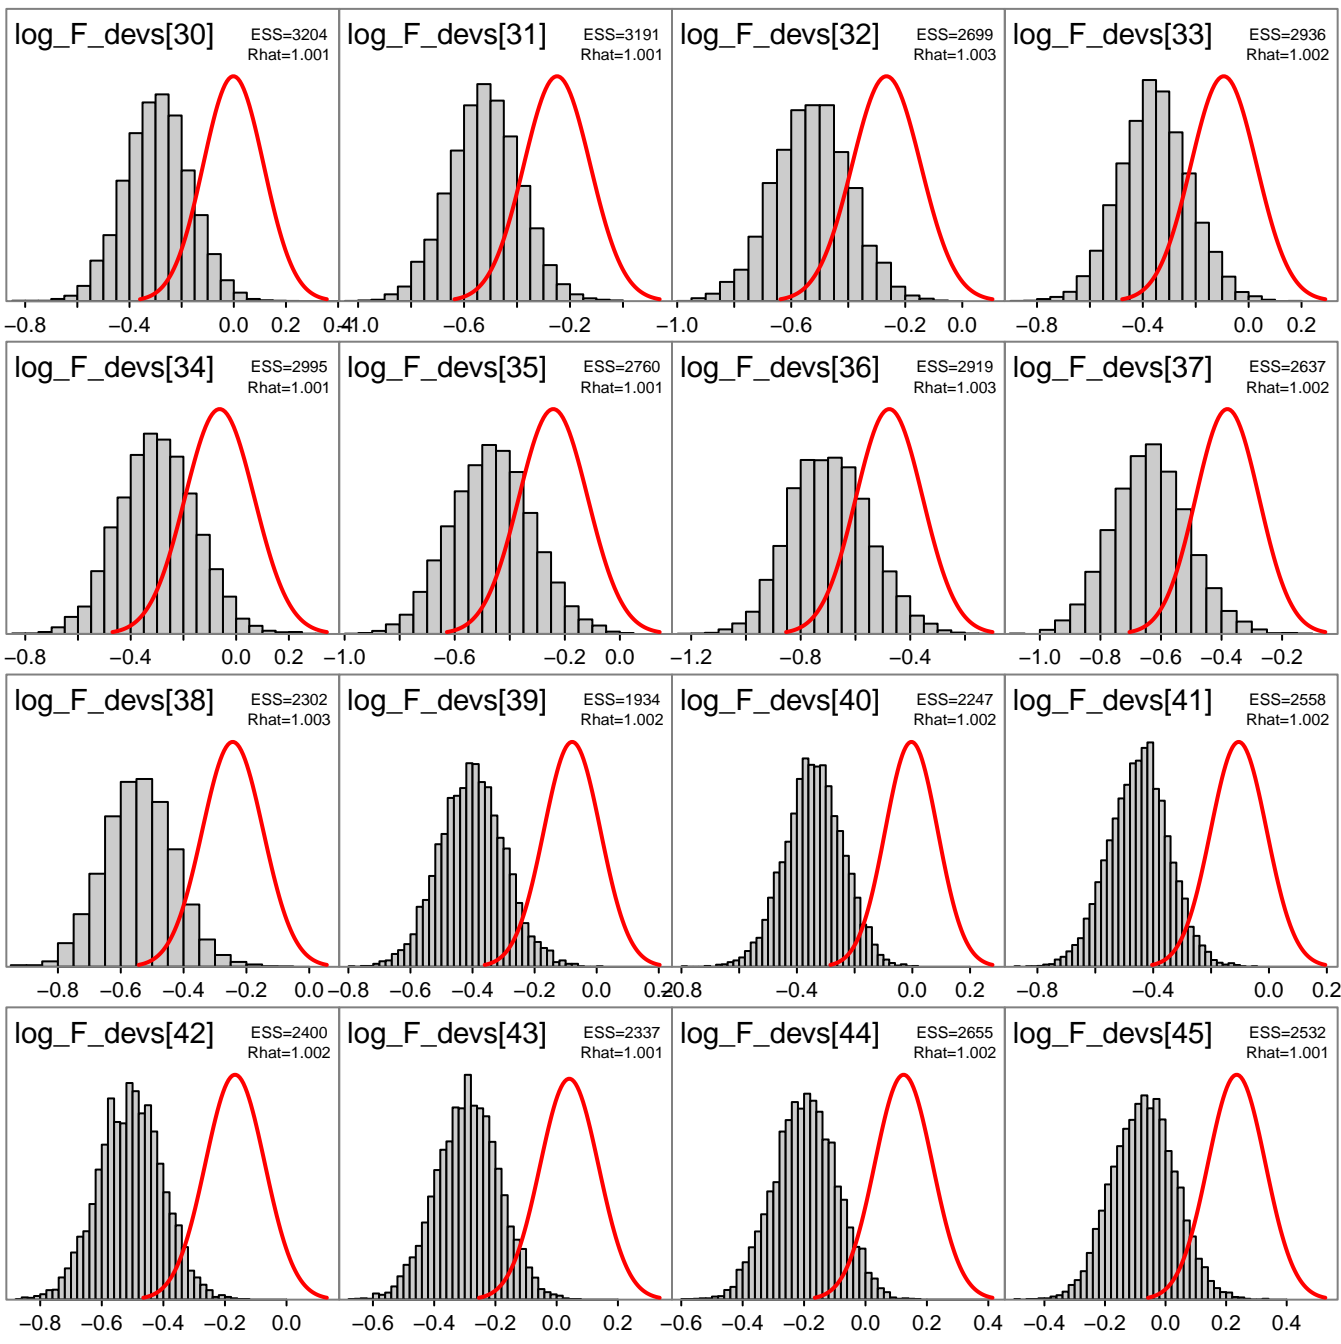 log_F_devs[30] ESS=3204
Rhat=1.001
log_F_devs[31] ESS=3191
Rhat=1.001
log_F_devs[32] ESS=2699
Rhat=1.003
log_F_devs[33] ESS=2936
Rhat=1.002
−0.8 −0.4 0.0 0.2 0.4
−1.0 −0.6 −0.2
−1.0 −0.6 −0.2 0.0
−0.8 −0.4 0.0 0.2
log_F_devs[34] ESS=2995
Rhat=1.001
log_F_devs[35] ESS=2760
Rhat=1.001
log_F_devs[36] ESS=2919
Rhat=1.003
log_F_devs[37] ESS=2637
Rhat=1.002
−0.8 −0.4 0.0 0.2
−1.0 −0.6 −0.2 0.0
−1.2 −0.8 −0.4
−1.0 −0.8 −0.6 −0.4 −0.2
log_F_devs[38] ESS=2302
Rhat=1.003
log_F_devs[39] ESS=1934
Rhat=1.002
log_F_devs[40] ESS=2247
Rhat=1.002
log_F_devs[41] ESS=2558
Rhat=1.002
−0.8 −0.6 −0.4 −0.2 0.0
−0.8 −0.6 −0.4 −0.2 0.0 0.2
−0.8 −0.4 0.0 0.2
−0.8 −0.4 0.0 0.2
log_F_devs[42] ESS=2400
Rhat=1.002
log_F_devs[43] ESS=2337
Rhat=1.001
log_F_devs[44] ESS=2655
Rhat=1.002
log_F_devs[45] ESS=2532
Rhat=1.001
−0.8 −0.6 −0.4 −0.2 0.0
−0.6 −0.4 −0.2 0.0 0.2
−0.6 −0.4 −0.2 0.0 0.2 0.4
−0.4 −0.2 0.0 0.2 0.4